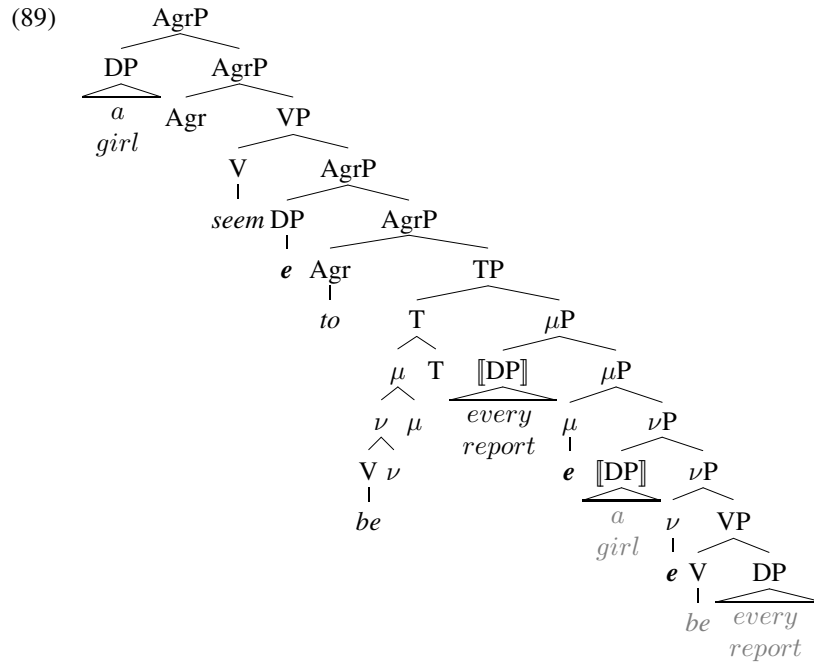 (89) AgrP
DP AgrP
a
girl
Agr VP
V AgrP
seem DP AgrP
e Agr TP
to T μP
μ T ⟦DP⟧ μP
every
report
ν μ μ νP
V ν e ⟦DP⟧ νP
be a
girl
ν VP
e V DP
be every
report